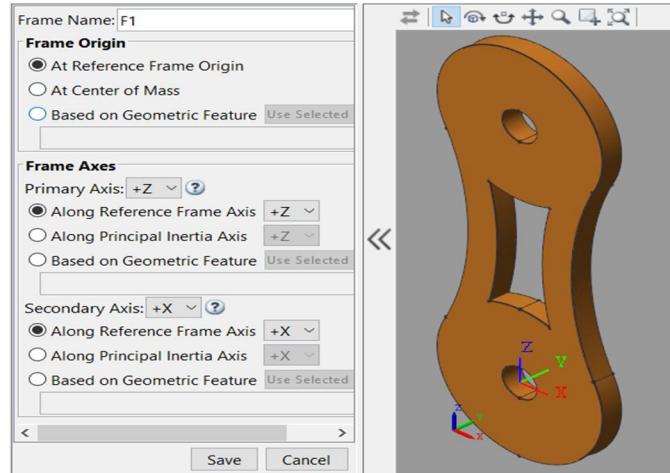 Frame Name: F1
Frame Origin
At Reference Frame Origin
At Center of Mass
Based on Geometric Feature Use Selected
Frame Axes
Primary Axis: +Z ?
Along Reference Frame Axis +Z
Along Principal Inertia Axis +Z
Based on Geometric Feature Use Selected
Secondary Axis: +X ?
Along Reference Frame Axis +X
Along Principal Inertia Axis +X
Based on Geometric Feature Use Selected
Save Cancel
Z
Y
X
Z
Y
X